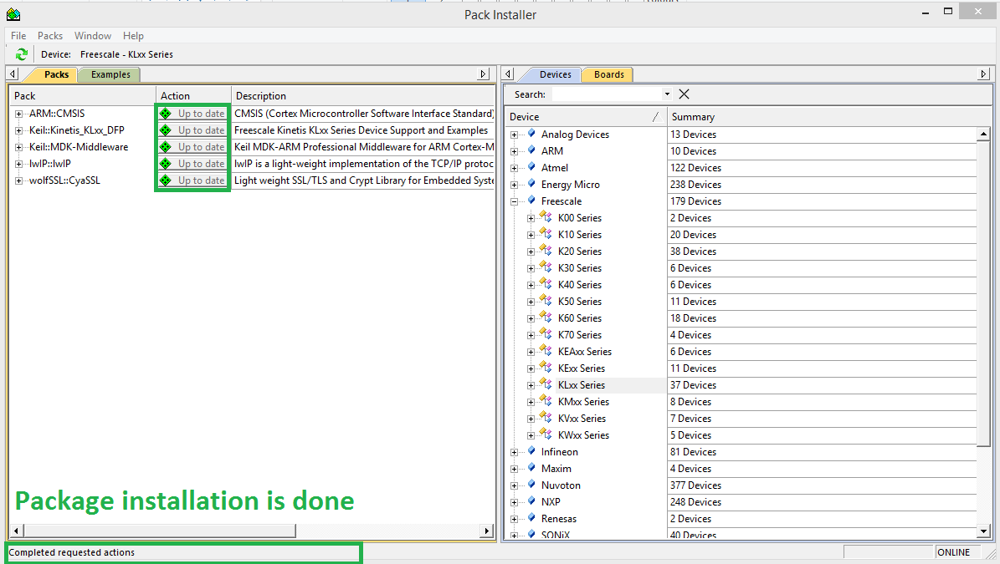 Pack Installer
File Packs Window Help
Device: Freescale - KLxx Series
Packs Examples
Pack Action Description
ARM::CMSIS Up to date CMSIS (Cortex Microcontroller Software Interface Standard)
Keil::Kinetis_KLxx_DFP Up to date Freescale Kinetis KLxx Series Device Support and Examples
Keil::MDK-Middleware Up to date Keil MDK-ARM Professional Middleware for ARM Cortex-M
lwIP::lwIP Up to date lwIP is a light-weight implementation of the TCP/IP protoc
wolfSSL::CyaSSL Up to date Light weight SSL/TLS and Crypt Library for Embedded Syste
Package installation is done
Completed requested actions
Devices Boards
Search:
Device Summary
Analog Devices 13 Devices
ARM 10 Devices
Atmel 122 Devices
Energy Micro 238 Devices
Freescale 179 Devices
K00 Series 2 Devices
K10 Series 20 Devices
K20 Series 38 Devices
K30 Series 6 Devices
K40 Series 6 Devices
K50 Series 11 Devices
K60 Series 18 Devices
K70 Series 4 Devices
KEAxx Series 6 Devices
KExx Series 11 Devices
KLxx Series 37 Devices
KMxx Series 8 Devices
KVxx Series 7 Devices
KWxx Series 5 Devices
Infineon 81 Devices
Maxim 4 Devices
Nuvoton 377 Devices
NXP 248 Devices
Renesas 2 Devices
SONiX 40 Devices
ONLINE